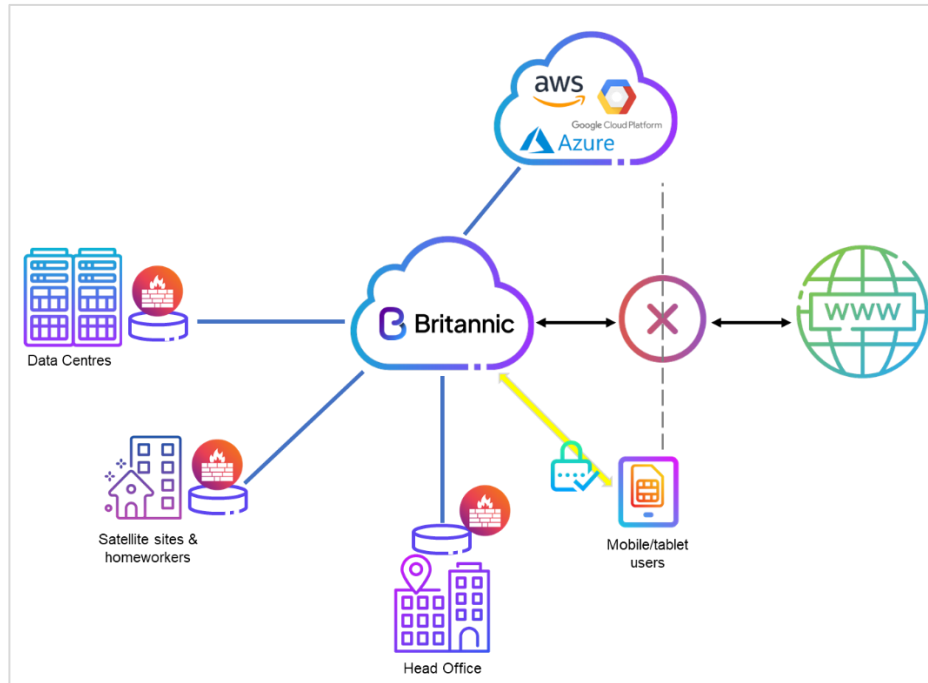 aws
Google Cloud Platform
Azure
Britannic
WWW
Data Centres
Satellite sites &
homeworkers
Mobile/tablet
users
Head Office